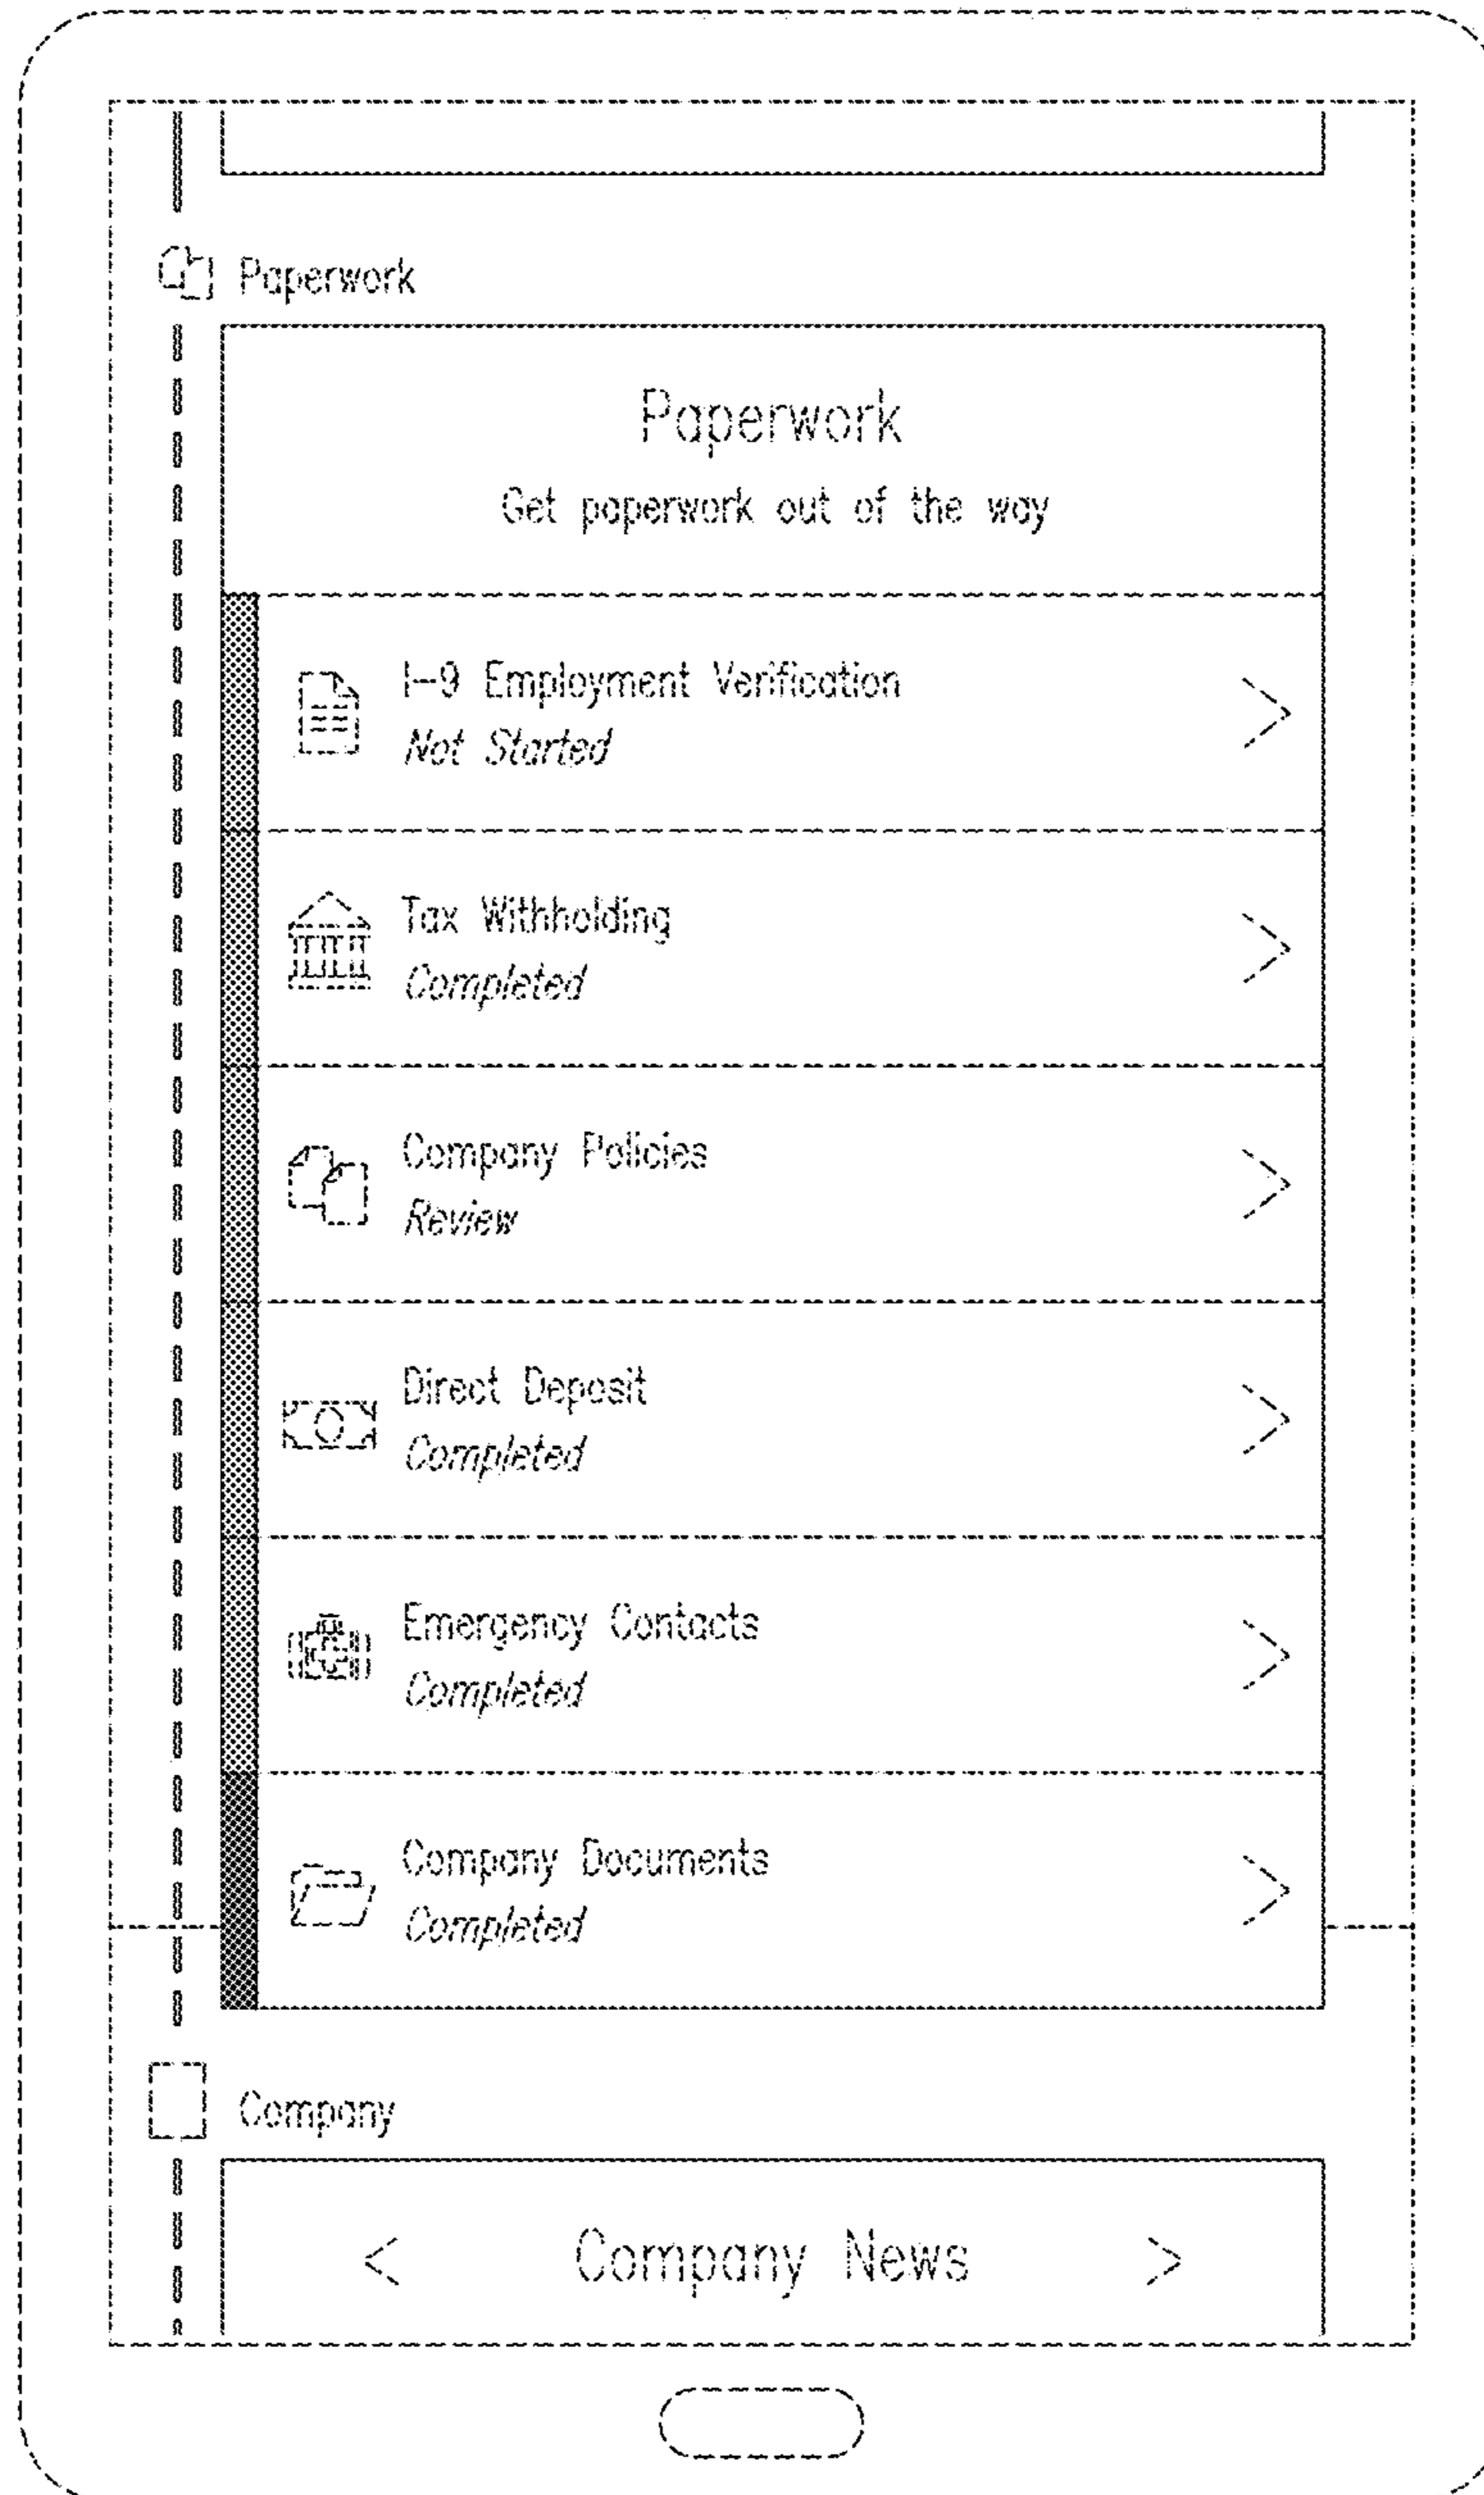 Paperwork
Paperwork
Get paperwork out of the way
I-9 Employment Verification
Not Started
Tax Withholding
Completed
Company Policies
Review
Direct Deposit
Completed
Emergency Contacts
Completed
Company Documents
Completed
Company
< Company News >